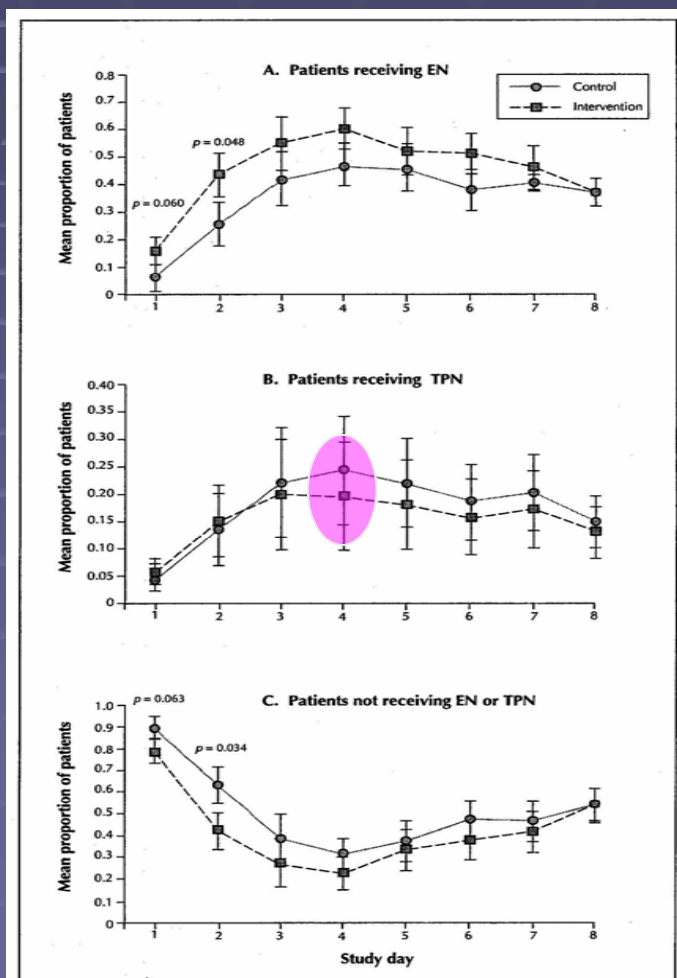 A. Patients receiving EN
Control
Intervention
Mean proportion of patients
0.8
0.7
0.6
0.5
0.4
0.3
0.2
0.1
0
p = 0.060
p = 0.048
1 2 3 4 5 6 7 8
B. Patients receiving TPN
Mean proportion of patients
0.40
0.35
0.30
0.25
0.20
0.15
0.10
0.05
0
1 2 3 4 5 6 7 8
C. Patients not receiving EN or TPN
Mean proportion of patients
1.0
0.9
0.8
0.7
0.6
0.5
0.4
0.3
0.2
0.1
0
p = 0.063
p = 0.034
1 2 3 4 5 6 7 8
Study day